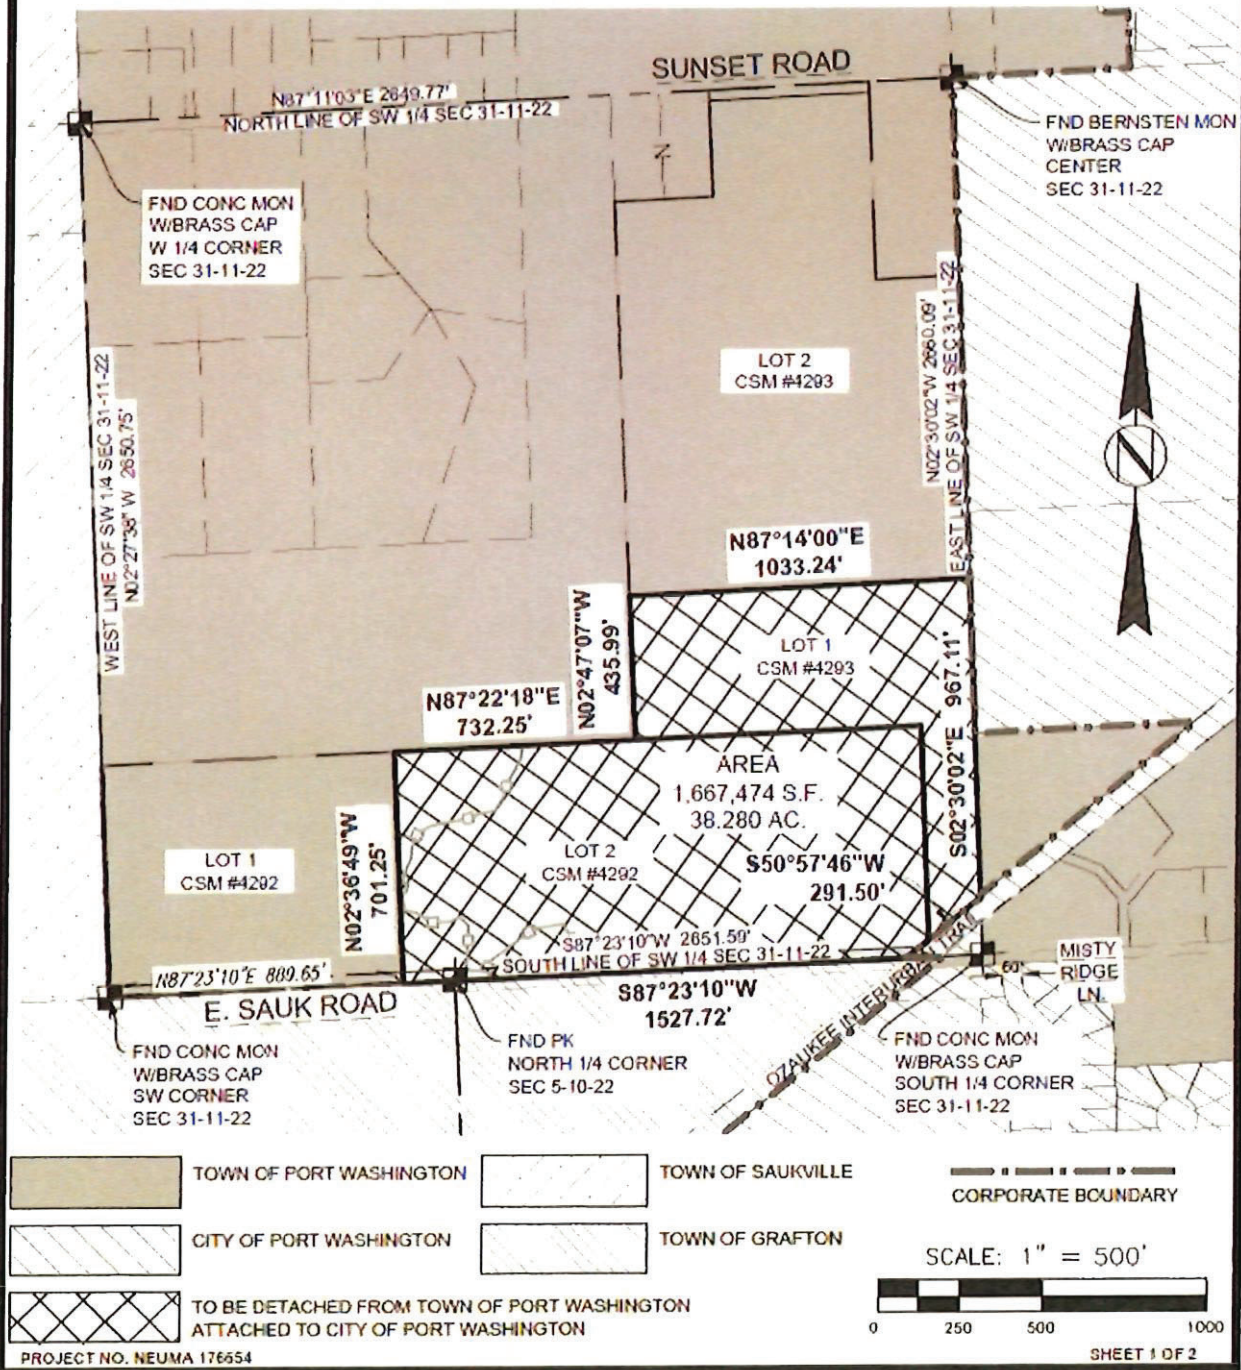 SUNSET ROAD
N87°11'03"E 2649.77'
NORTH LINE OF SW 1/4 SEC 31-11-22
FND BERNSTEN MON
W/BRASS CAP
CENTER
SEC 31-11-22
FND CONC MON
W/BRASS CAP
W 1/4 CORNER
SEC 31-11-22
Z
WEST LINE OF SW 1/4 SEC 31-11-22
N02°27'38" W 2650.75'
LOT 2
CSM #4293
N02°30'02"W 2660.09'
EAST LINE OF SW 1/4 SEC 31-11-22
N
N87°14'00"E
1033.24'
N02°47'07"W
435.99'
LOT 1
CSM #4293
N87°22'18"E
732.25'
S02°30'02"E 967.11'
AREA
1,667,474 S.F.
38.280 AC.
LOT 1
CSM #4292
N02°36'49"W
701.25'
LOT 2
CSM #4292
S50°57'46"W
291.50'
S87°23'10"W 2651.59'
SOUTH LINE OF SW 1/4 SEC 31-11-22
N87°23'10"E 889.65'
E. SAUK ROAD
S87°23'10"W
1527.72'
OZAUKEE INTERURBAN TRAIL
60'
MISTY
RIDGE
LN.
FND CONC MON
W/BRASS CAP
SW CORNER
SEC 31-11-22
FND PK
NORTH 1/4 CORNER
SEC 5-10-22
FND CONC MON
W/BRASS CAP
SOUTH 1/4 CORNER
SEC 31-11-22
TOWN OF PORT WASHINGTON
TOWN OF SAUKVILLE
CORPORATE BOUNDARY
CITY OF PORT WASHINGTON
TOWN OF GRAFTON
SCALE: 1" = 500'
TO BE DETACHED FROM TOWN OF PORT WASHINGTON
ATTACHED TO CITY OF PORT WASHINGTON
0 250 500 1000
PROJECT NO. NEUMA 176654
SHEET 1 OF 2